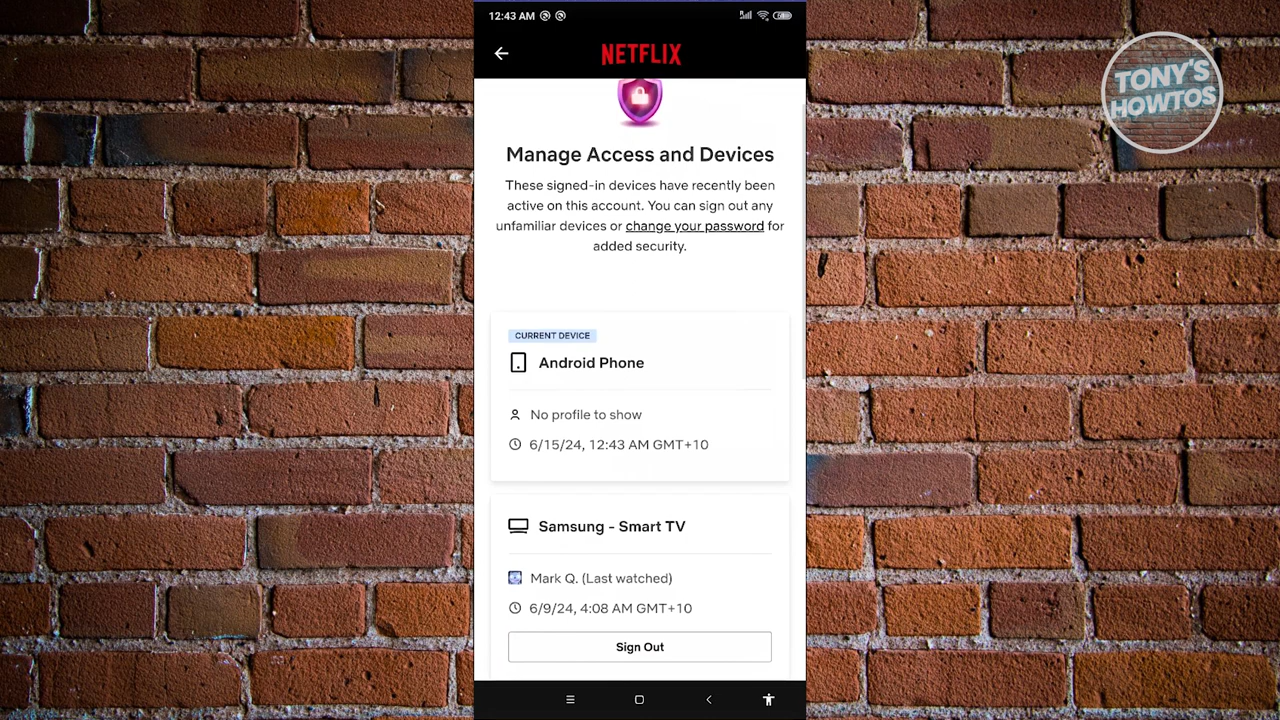 12:43 AM
NETFLIX
TONY'S
HOWTOS
Manage Access and Devices
These signed-in devices have recently been
active on this account. You can sign out any
unfamiliar devices or change your password for
added security.
CURRENT DEVICE
Android Phone
No profile to show
6/15/24, 12:43 AM GMT+10
Samsung - Smart TV
Mark Q. (Last watched)
6/9/24, 4:08 AM GMT+10
Sign Out